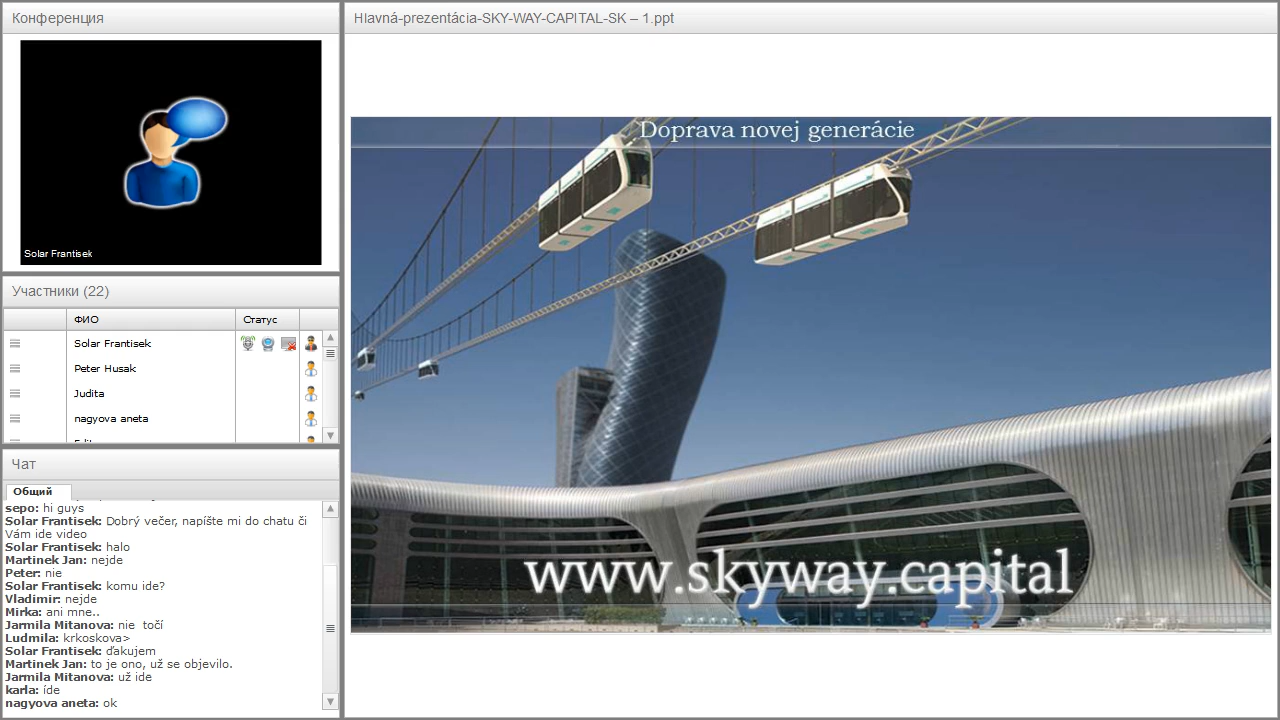 Конференция
Solar Frantisek
Участники (22)
ФИО
Статус
Solar Frantisek
Peter Husak
Judita
nagyova aneta
Чат
Общий
sepo: hi guys
Solar Frantisek: Dobrý večer, napíšte mi do chatu či
Vám ide video
Solar Frantisek: halo
Martinek Jan: nejde
Peter: nie
Solar Frantisek: komu ide?
Vladimir: nejde
Mirka: ani mne..
Jarmila Mitanova: nie  točí
Ludmila: krkoskova>
Solar Frantisek: ďakujem
Martinek Jan: to je ono, už se objevilo.
Jarmila Mitanova: už ide
karla: íde
nagyova aneta: ok
Hlavná-prezentácia-SKY-WAY-CAPITAL-SK – 1.ppt
Doprava novej generácie
www.skyway.capital